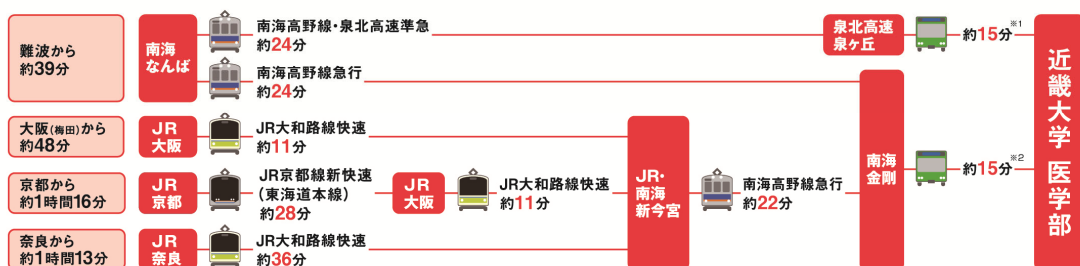 難波から
約39分
南海
なんば
南海高野線・泉北高速準急
約24分
泉北高速
泉ヶ丘
約15分※1
南海高野線急行
約24分
大阪(梅田)から
約48分
JR
大阪
JR大和路線快速
約11分
京都から
約1時間16分
JR
京都
JR京都線新快速
(東海道本線)
約28分
JR
大阪
JR大和路線快速
約11分
奈良から
約1時間13分
JR
奈良
JR大和路線快速
約36分
JR・
南海
新今宮
南海高野線急行
約22分
南海
金剛
約15分※2
近畿大学 医学部